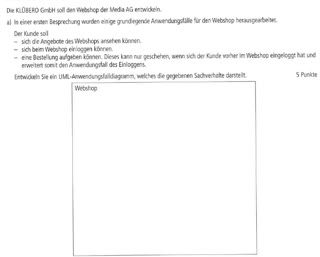 Die KLÜBERO GmbH soll den Webshop der Media AG entwickeln.
a) In einer ersten Besprechung wurden einige grundlegende Anwendungsfälle für den Webshop herausgearbeitet.
Der Kunde soll
– sich die Angebote des Webshops ansehen können.
– sich beim Webshop einloggen können.
– eine Bestellung aufgeben können. Dieses kann nur geschehen, wenn sich der Kunde vorher im Webshop eingeloggt hat und
erweitert somit den Anwendungsfall des Einloggens.
Entwickeln Sie ein UML-Anwendungsfalldiagramm, welches die gegebenen Sachverhalte darstellt. 5 Punkte
Webshop